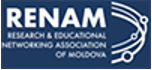 RENAM
RESEARCH & EDUCATIONAL
NETWORKING ASSOCIATION
OF MOLDOVA